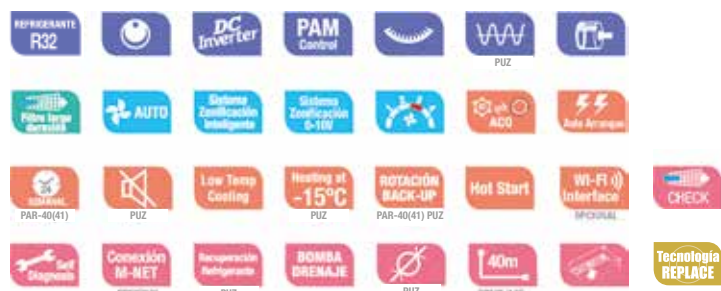 REFRIGERANTE
R32
DC
Inverter
PAM
Control
PUZ
Filtro larga
duración
AUTO
Sistema
Zonificación
Inteligente
Sistema
Zonificación
0-10V
ACO
Auto Arranque
24
SEMANAL
PAR-40(41)
PUZ
Low Temp
Cooling
Heating at
-15ºC
PUZ
ROTACIÓN
BACK-UP
PAR-40(41) PUZ
Hot Start
WI-FI
Interface
OPCIONAL
CHECK
Self
Diagnosis
Conexión
M-NET
Recuperación
Refrigerante
PUZ
BOMBA
DRENAJE
PUZ
40m
Tecnología
REPLACE